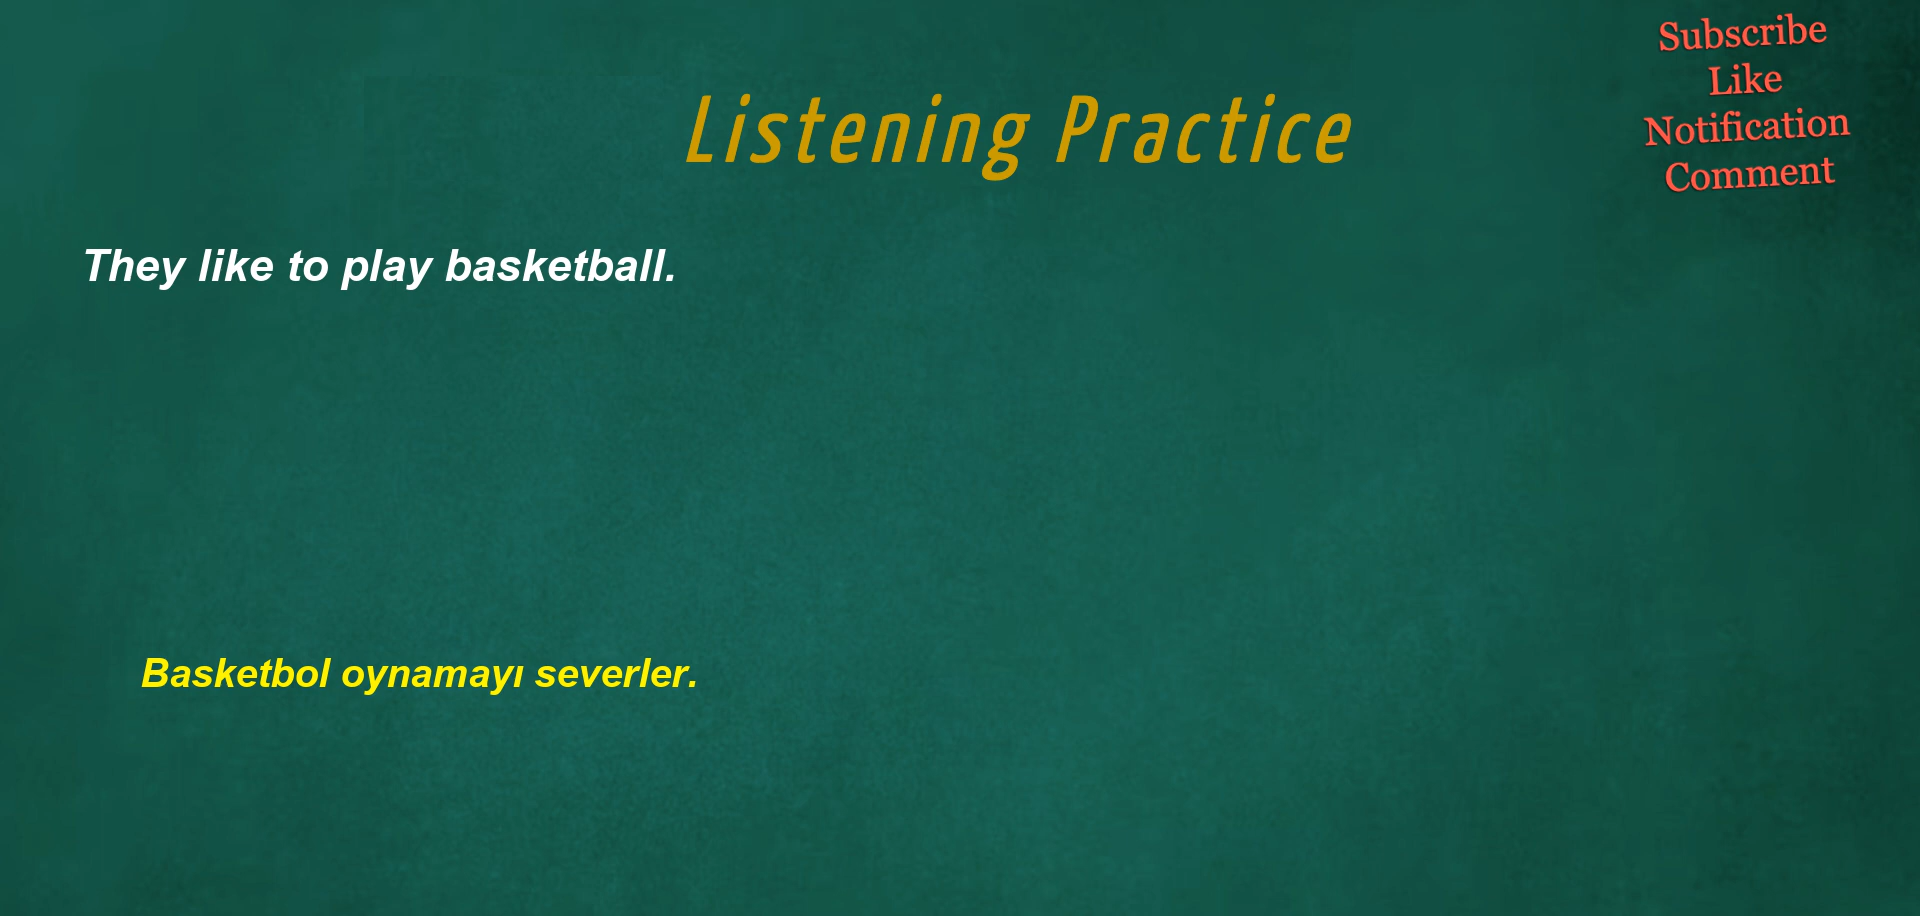 Listening Practice
Subscribe
Like
Notification
Comment
They like to play basketball.
Basketbol oynamayı severler.